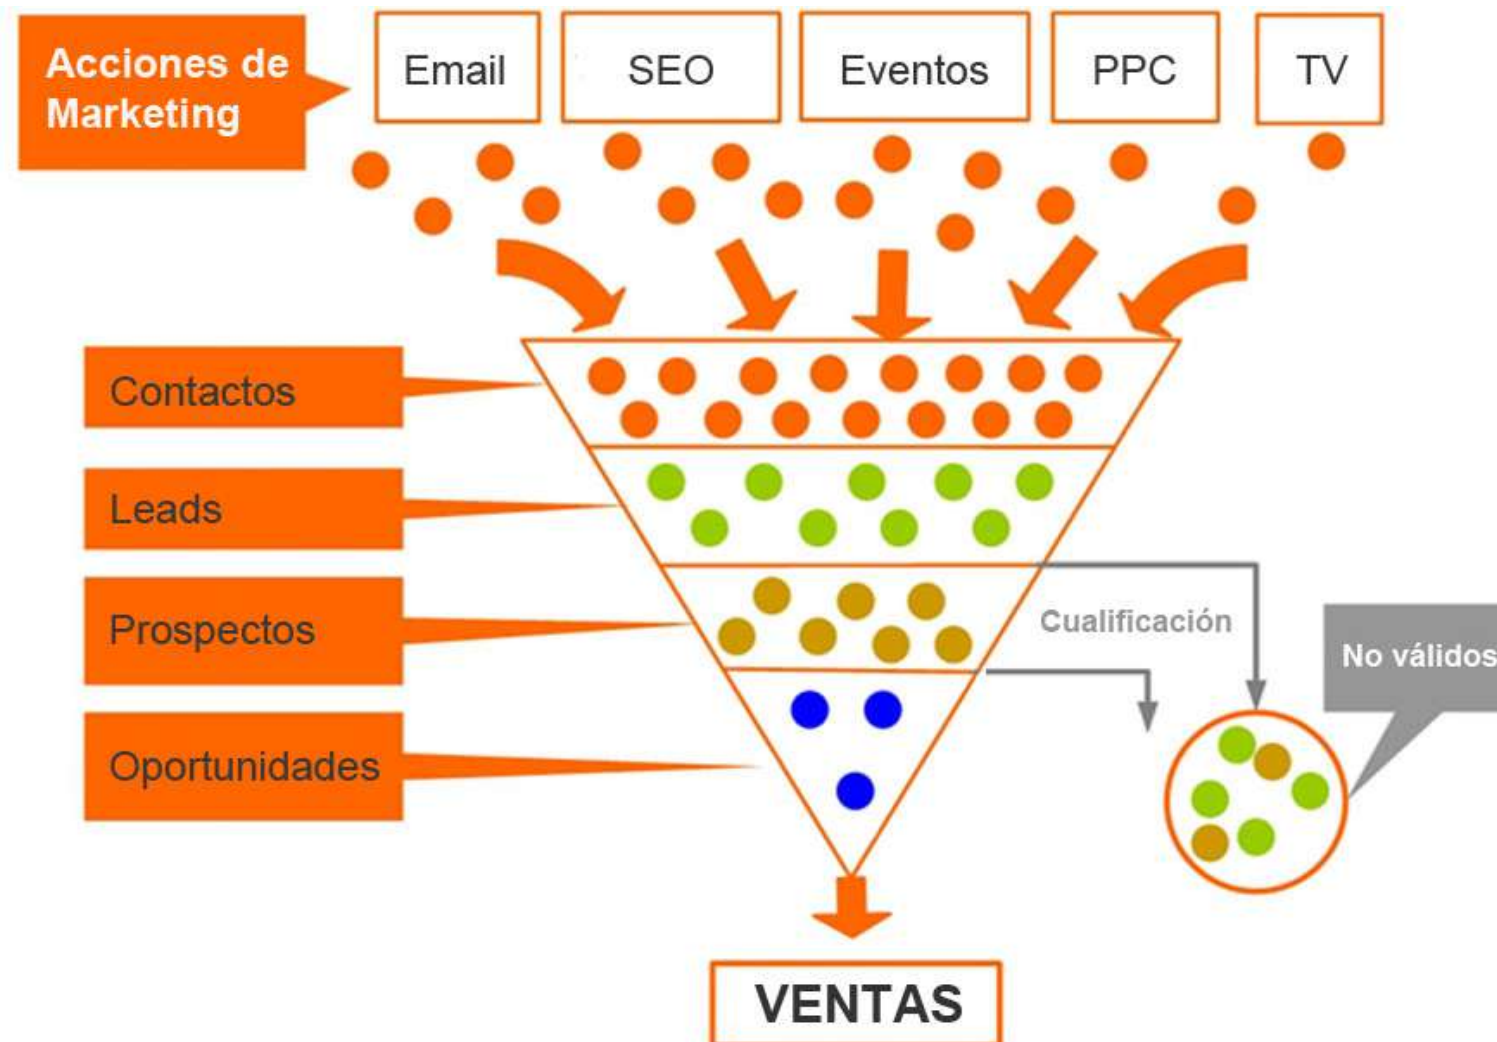 Acciones de
Marketing
Email
SEO
Eventos
PPC
TV
Contactos
Leads
Prospectos
Cualificación
No válidos
Oportunidades
VENTAS